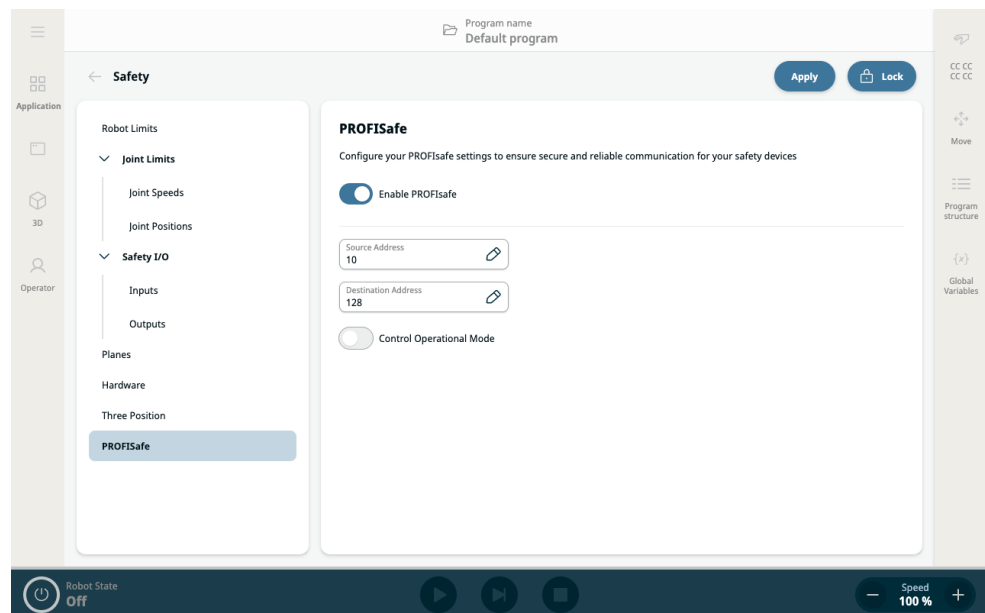 Program name
Default program
Application
3D
Operator
Safety
Apply
Lock
Robot Limits
Joint Limits
Joint Speeds
Joint Positions
Safety I/O
Inputs
Outputs
Planes
Hardware
Three Position
PROFISafe
PROFISafe
Configure your PROFIsafe settings to ensure secure and reliable communication for your safety devices
Enable PROFIsafe
Source Address
10
Destination Address
128
Control Operational Mode
CC CC
CC CC
Move
Program
structure
{x}
Global
Variables
Robot State
Off
Speed
100 %